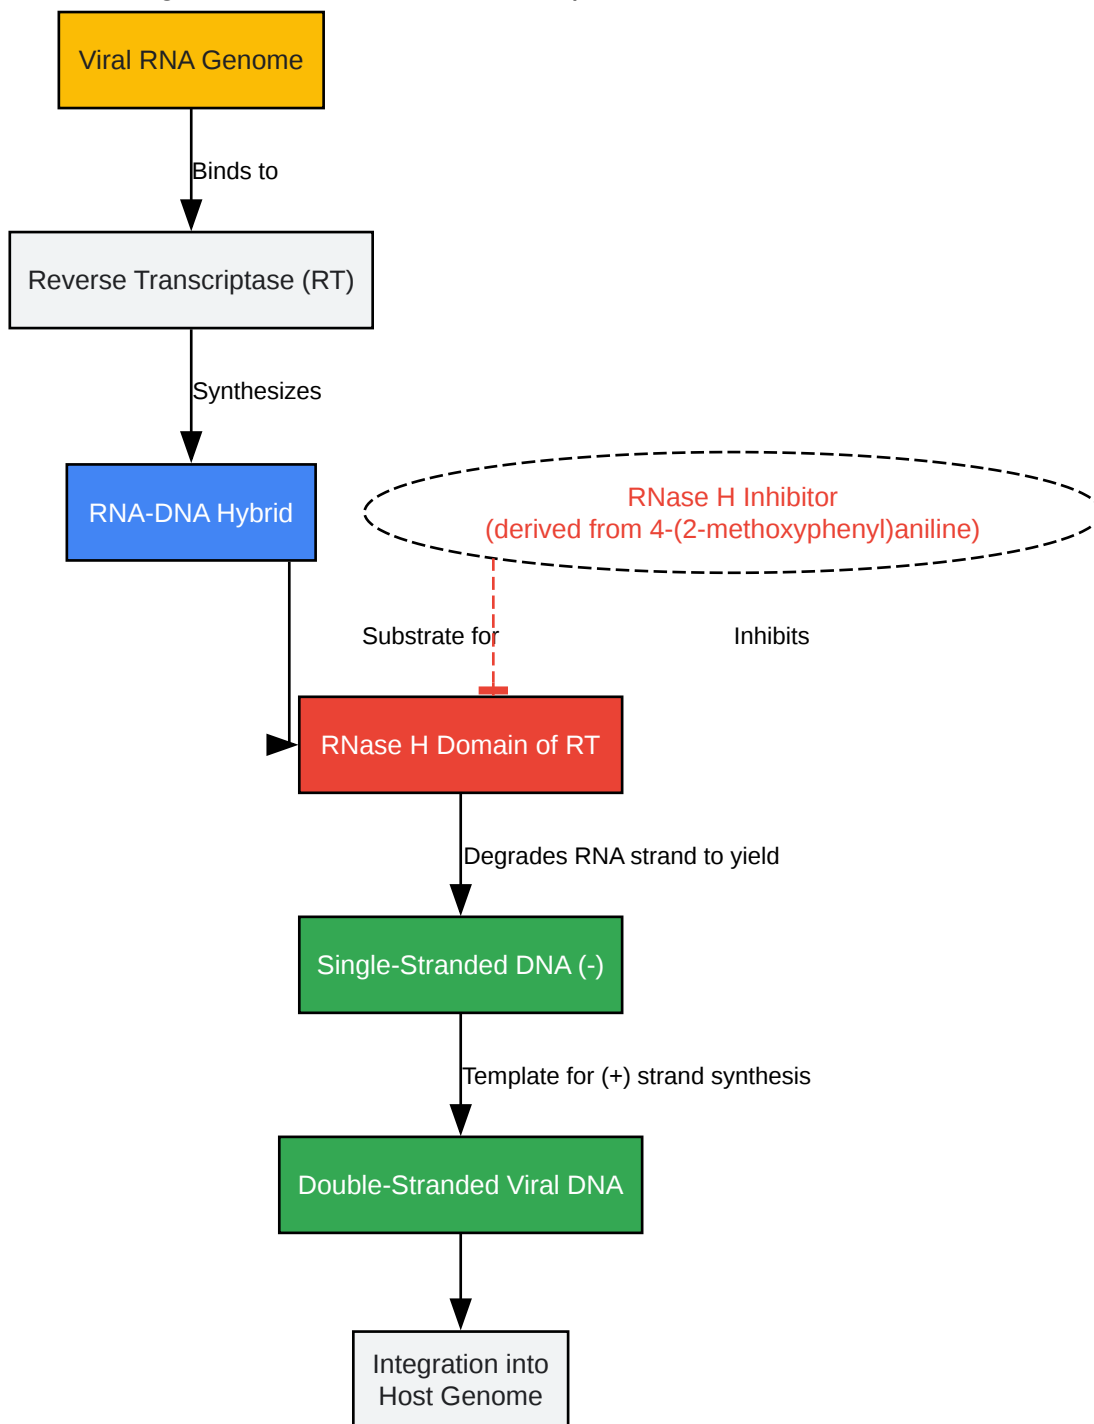 Viral RNA Genome
Binds to
Reverse Transcriptase (RT)
Synthesizes
RNA-DNA Hybrid
RNase H Inhibitor
(derived from 4-(2-methoxyphenyl)aniline)
Substrate for
Inhibits
RNase H Domain of RT
Degrades RNA strand to yield
Single-Stranded DNA (-)
Template for (+) strand synthesis
Double-Stranded Viral DNA
Integration into
Host Genome